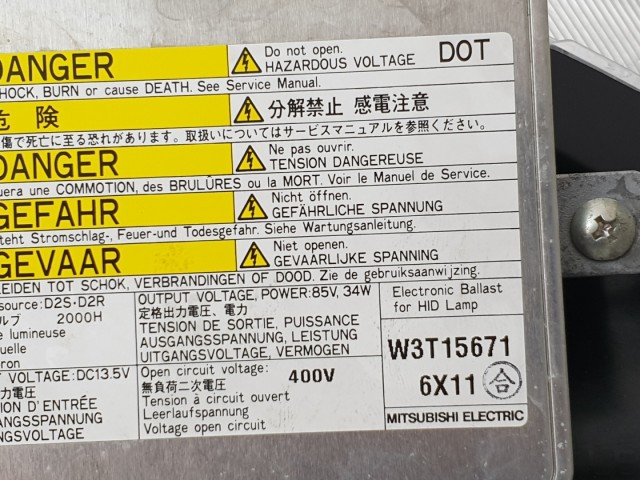 DANGER
Do not open.
HAZARDOUS VOLTAGE
DOT
HOCK, BURN or cause DEATH. See Service Manual.
危 険
分解禁止 感電注意
傷で死亡に至る恐れがあります。取扱いについてはサービスマニュアルを参照ください。
DANGER
Ne pas ouvrir.
TENSION DANGEREUSE
uera une COMMOTION, des BRULÛRES ou la MORT. Voir le Manuel de Service.
GEFAHR
Nicht öffnen.
GEFÄHRLICHE SPANNUNG
teht Stromschlag-, Feuer-und Todesgefahr. Siehe Wartungsanleitung.
GEVAAR
Niet openen.
GEVAARLIJKE SPANNING
LEIDEN TOT SCHOK, VERBRANDINGEN OF DOOD. Zie de gebruiksaanwijzing.
source:D2S·D2R
ルブ 2000H
e lumineuse
ron
T VOLTAGE:DC13.5V
力電圧
ON D'ENTRÉE
NGSVOLTAGE
OUTPUT VOLTAGE, POWER:85V, 34W
定格出力電圧、電力
TENSION DE SORTIE, PUISSANCE
AUSGANGSSPANNUNG, LEISTUNG
UITGANGSVOLTAGE, VERMOGEN
Open circuit voltage:
無負荷二次電圧
400V
Tension à circuit ouvert
Leerlaufspannung
Voltage open circuit
Electronic Ballast
for HID Lamp
W3T15671
6X11 合
MITSUBISHI ELECTRIC